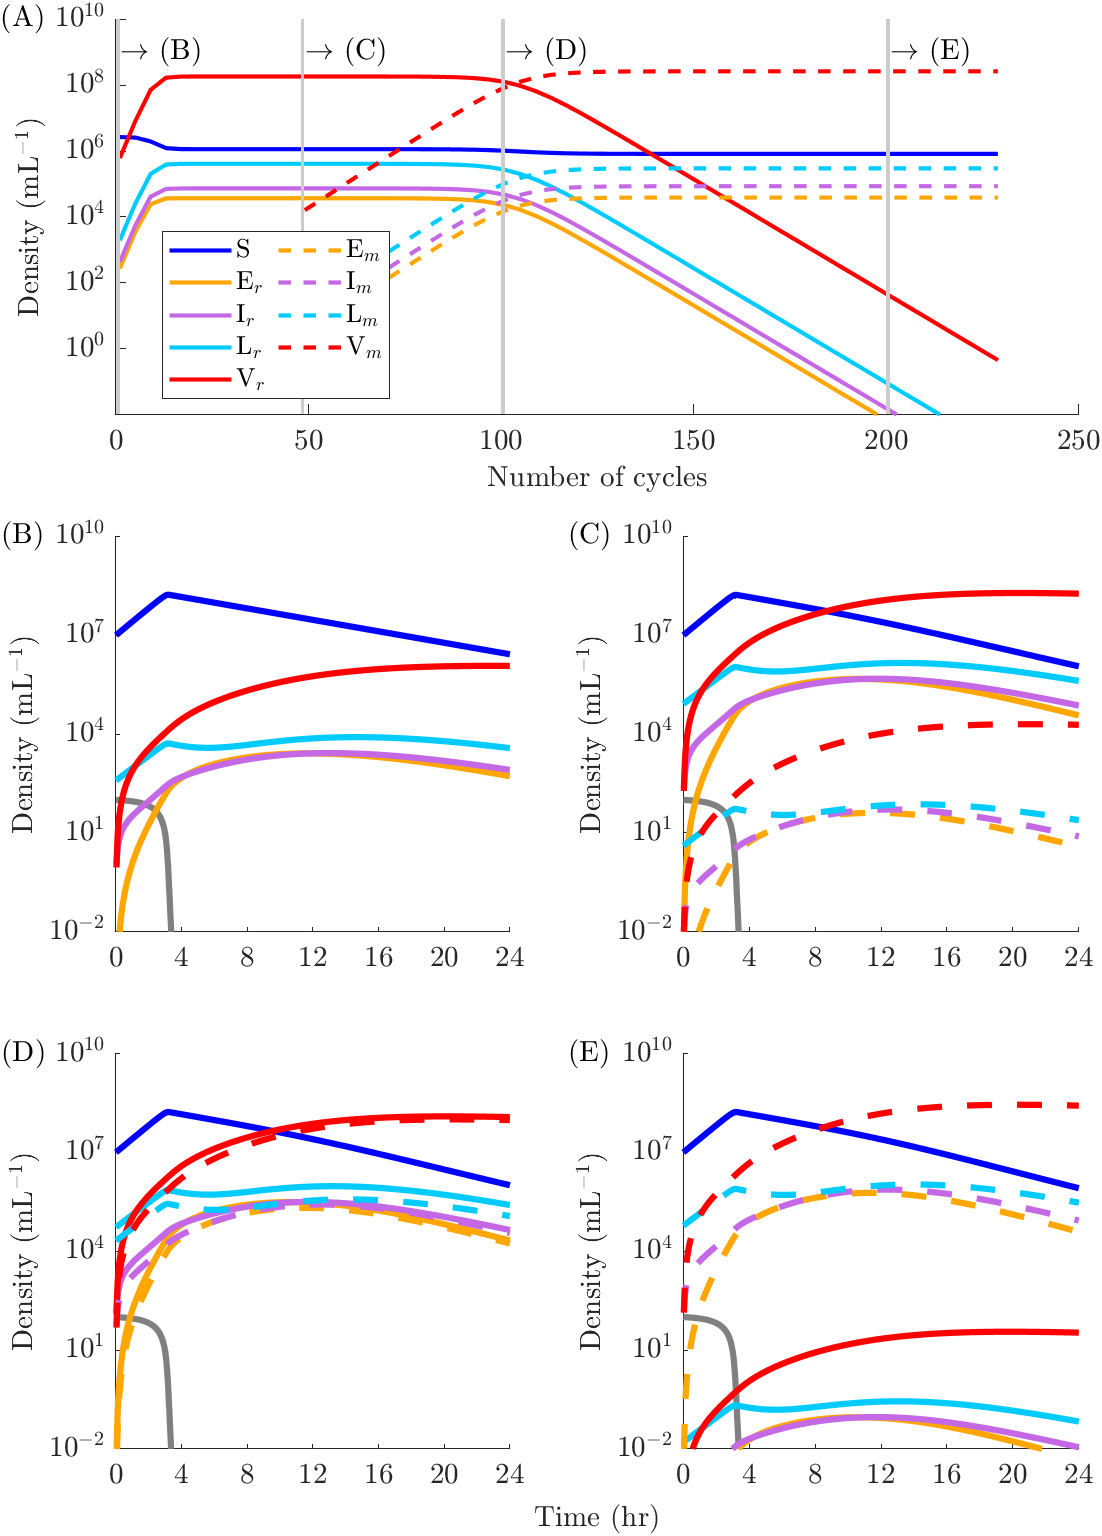 (A)
10^10
10^8
10^6
10^4
10^2
10^0
Density (mL^−1)
→ (B)
→ (C)
→ (D)
→ (E)
S
E_r
I_r
L_r
V_r
E_m
I_m
L_m
V_m
0 50 100 150 200 250
Number of cycles
(B)
10^10
10^7
10^4
10^1
10^−2
Density (mL^−1)
0 4 8 12 16 20 24
(C)
10^10
10^7
10^4
10^1
10^−2
Density (mL^−1)
0 4 8 12 16 20 24
(D)
10^10
10^7
10^4
10^1
10^−2
Density (mL^−1)
0 4 8 12 16 20 24
(E)
10^10
10^7
10^4
10^1
10^−2
Density (mL^−1)
0 4 8 12 16 20 24
Time (hr)